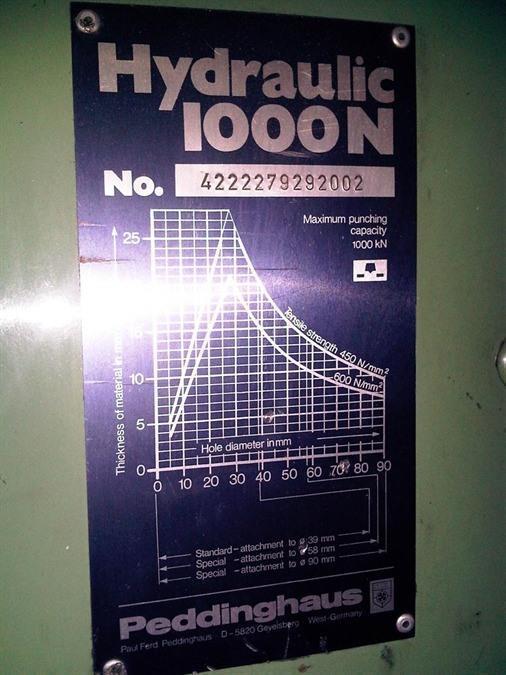 Hydraulic
1000N
No. 4222279292002
Maximum punching
capacity
1000 kN
25
10
5
0
Thickness of material in
Tensile strength 450 N/mm²
600 N/mm²
Hole diameter in mm
0 10 20 30 40 50 60 70 80 90
Standard-attachment to ø 39 mm
Special -attachment to ø 58 mm
Special -attachment to ø 90 mm
Peddinghaus
Paul Ferd. Peddinghaus D-5820 Gevelsberg West-Germany